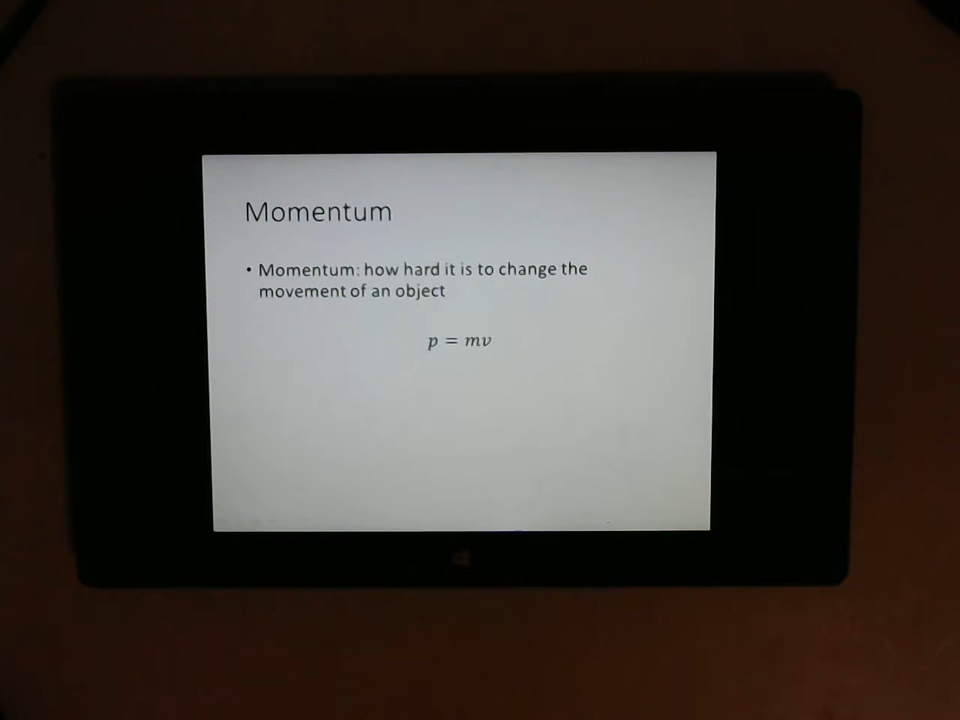 Momentum
• Momentum: how hard it is to change the
movement of an object
p = mv